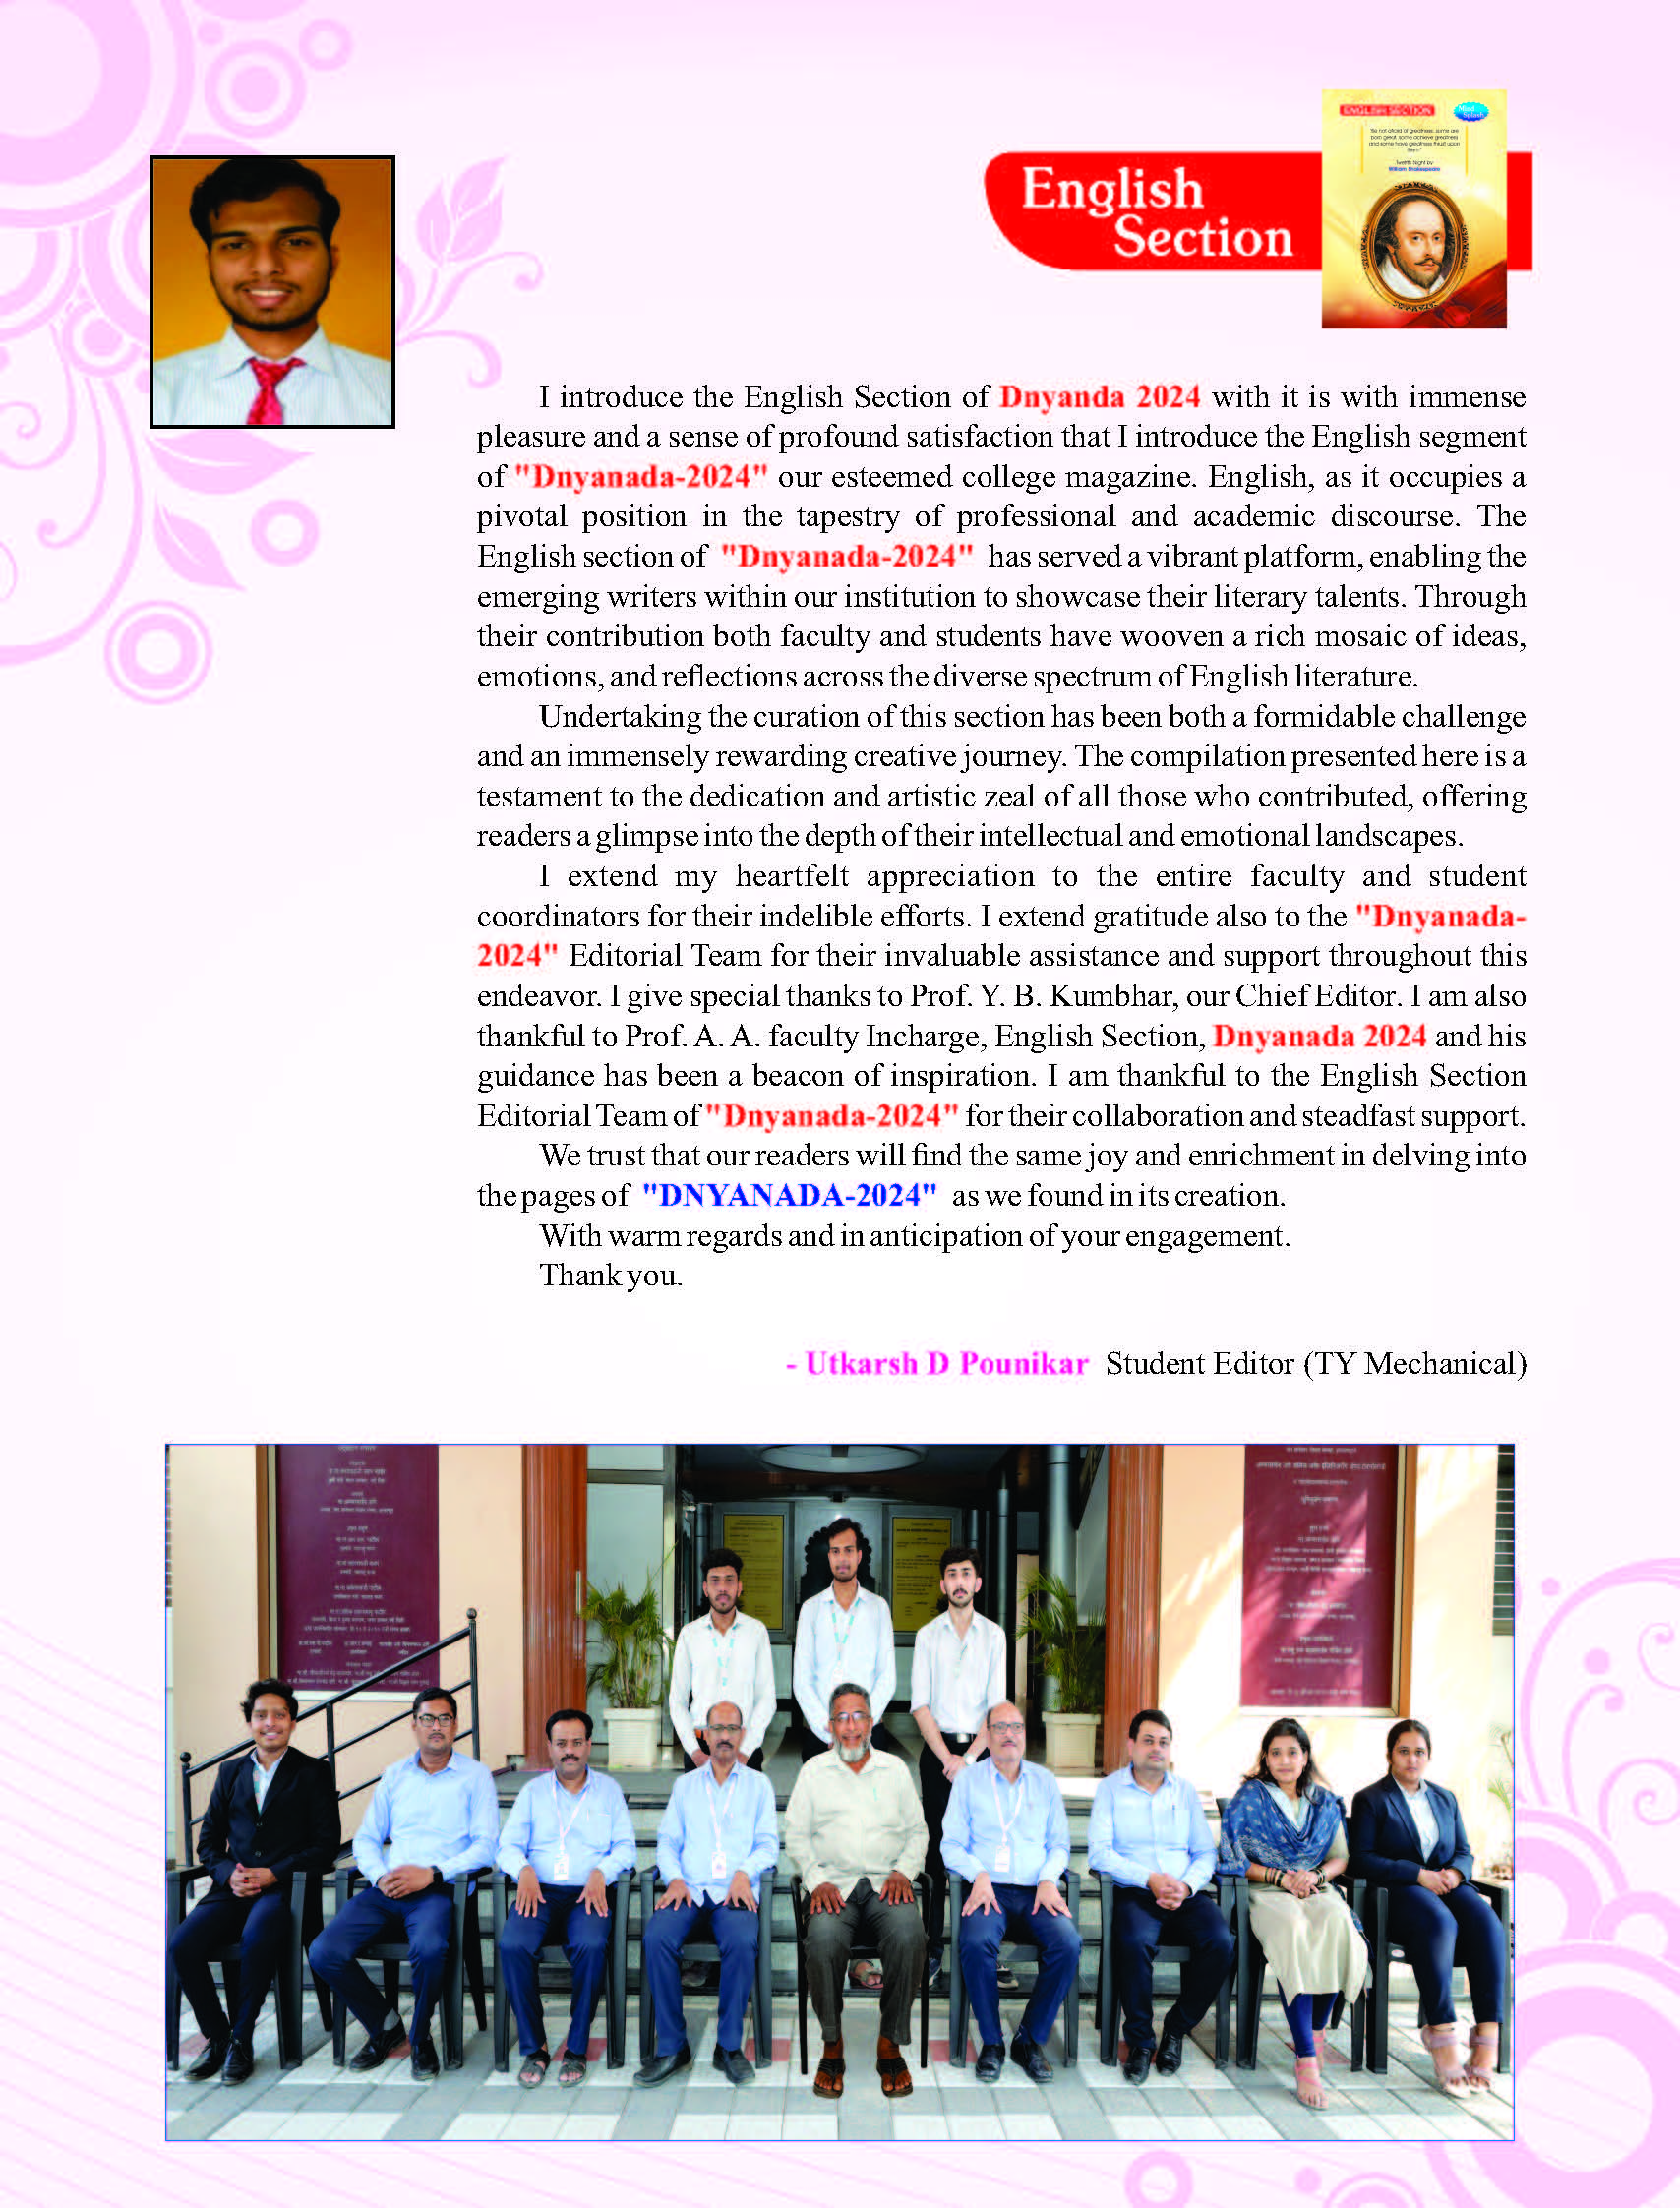 ENGLISH SECTION
Mind
Splash
"Be not afraid of greatness. some are
born great, some achieve greatness
and some have greatness thrust upon
them"
Twelfth Night by
William Shakespeare
English
Section
I introduce the English Section of Dnyanda 2024 with it is with immense
pleasure and a sense of profound satisfaction that I introduce the English segment
of "Dnyanada-2024" our esteemed college magazine. English, as it occupies a
pivotal position in the tapestry of professional and academic discourse. The
English section of "Dnyanada-2024" has served a vibrant platform, enabling the
emerging writers within our institution to showcase their literary talents. Through
their contribution both faculty and students have wooven a rich mosaic of ideas,
emotions, and reflections across the diverse spectrum of English literature.
Undertaking the curation of this section has been both a formidable challenge
and an immensely rewarding creative journey. The compilation presented here is a
testament to the dedication and artistic zeal of all those who contributed, offering
readers a glimpse into the depth of their intellectual and emotional landscapes.
I extend my heartfelt appreciation to the entire faculty and student
coordinators for their indelible efforts. I extend gratitude also to the "Dnyanada-
2024" Editorial Team for their invaluable assistance and support throughout this
endeavor. I give special thanks to Prof. Y. B. Kumbhar, our Chief Editor. I am also
thankful to Prof. A. A. faculty Incharge, English Section, Dnyanada 2024 and his
guidance has been a beacon of inspiration. I am thankful to the English Section
Editorial Team of "Dnyanada-2024" for their collaboration and steadfast support.
We trust that our readers will find the same joy and enrichment in delving into
the pages of "DNYANADA-2024" as we found in its creation.
With warm regards and in anticipation of your engagement.
Thank you.
- Utkarsh D Pounikar Student Editor (TY Mechanical)